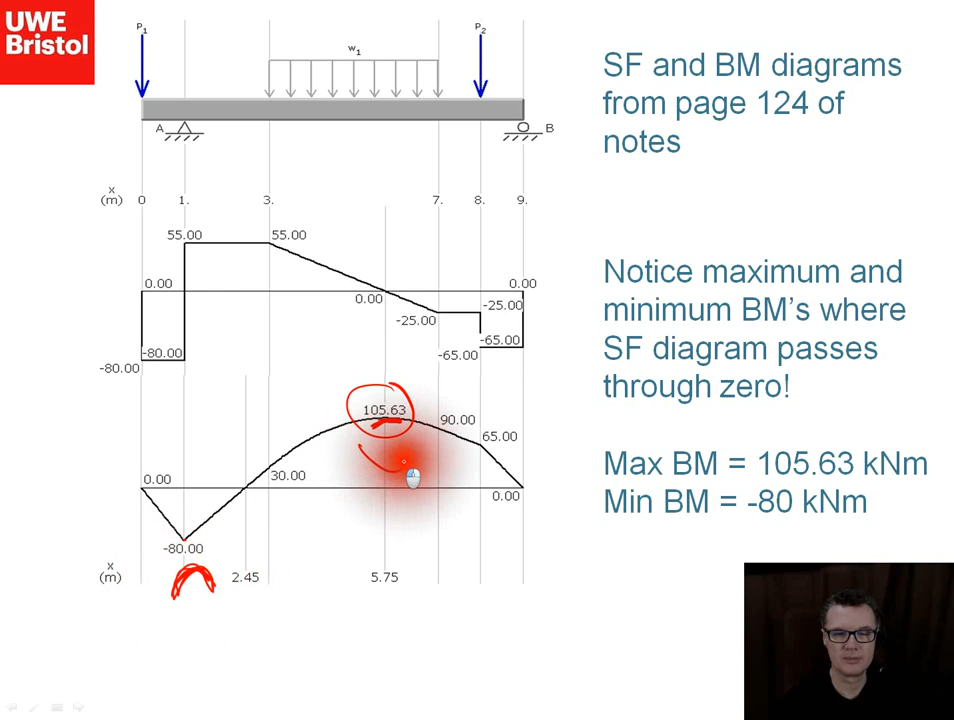 UWE
Bristol
P1
P2
w1
A
B
SF and BM diagrams
from page 124 of
notes
x
(m)
0
1.
3.
7.
8.
9.
55.00
55.00
0.00
0.00
0.00
-25.00
-25.00
-80.00
-80.00
-65.00
-65.00
Notice maximum and
minimum BM’s where
SF diagram passes
through zero!
105.63
90.00
65.00
0.00
30.00
0.00
-80.00
Max BM = 105.63 kNm
Min BM = -80 kNm
x
(m)
2.45
5.75